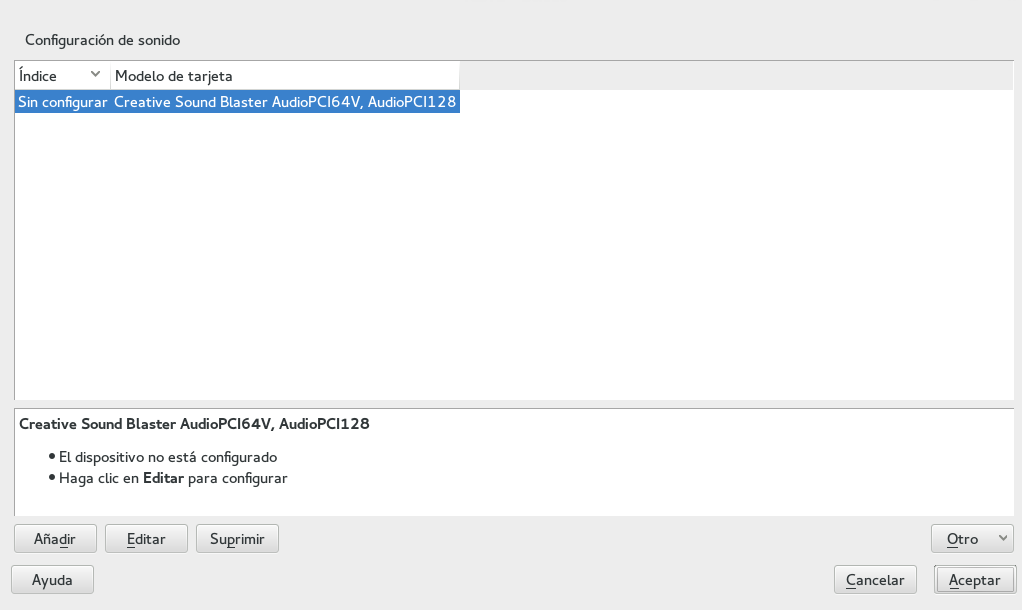 Configuración de sonido
Índice Modelo de tarjeta
Sin configurar Creative Sound Blaster AudioPCI64V, AudioPCI128
Creative Sound Blaster AudioPCI64V, AudioPCI128
• El dispositivo no está configurado
• Haga clic en Editar para configurar
Añadir Editar Suprimir Otro
Ayuda Cancelar Aceptar